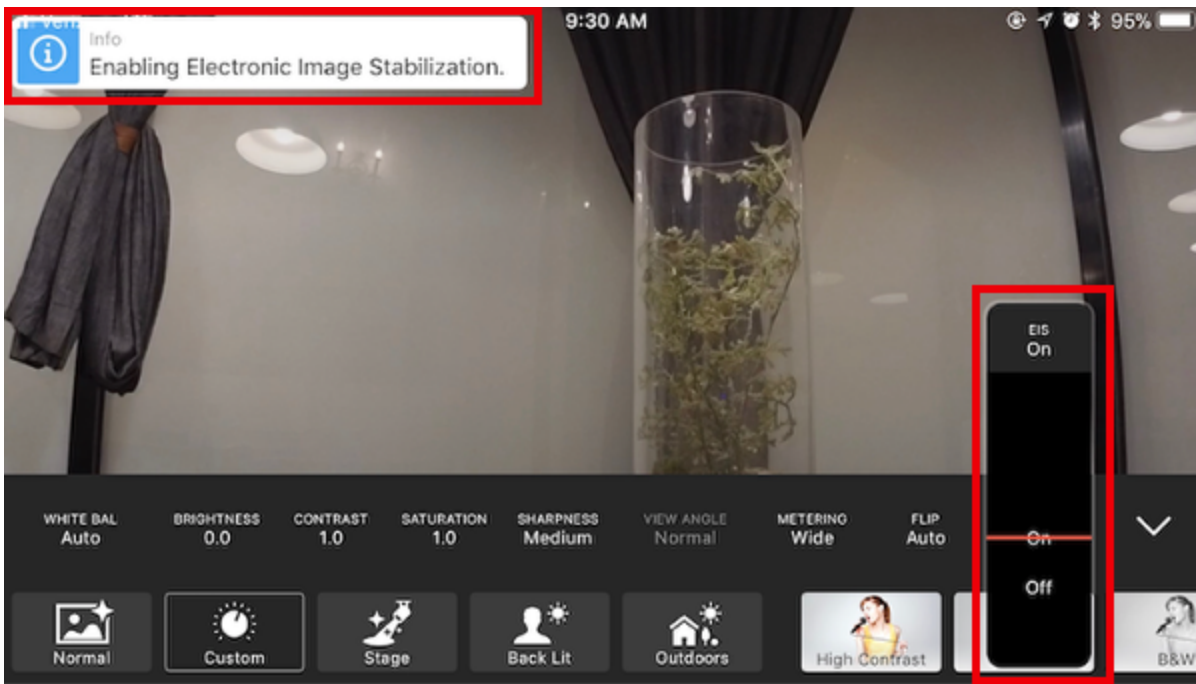 9:30 AM
95%
Info
Enabling Electronic Image Stabilization.
EIS
On
WHITE BAL
Auto
BRIGHTNESS
0.0
CONTRAST
1.0
SATURATION
1.0
SHARPNESS
Medium
VIEW ANGLE
Normal
METERING
Wide
FLIP
Auto
On
Off
Normal
Custom
Stage
Back Lit
Outdoors
High Contrast
B&W